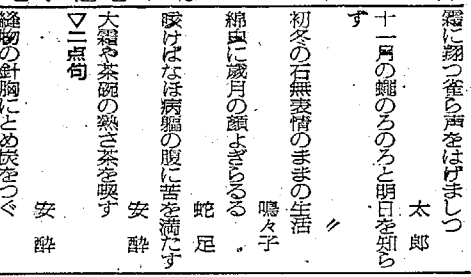 霜に翔つ雀ら声をはげましつ
太郎
十一月の蠅のろのろと明日を知ら
ず
〃
初冬の石無表情のままの生活
鳴々子
綿虫に歳月の顔よぎらるる
蛇足
咳けばなほ病軀の腹に苦を満たす
安酔
大霜や茶碗の熱さ茶を喫す
▽二点句
安酔
縫物の針胸にとめ炭をつぐ